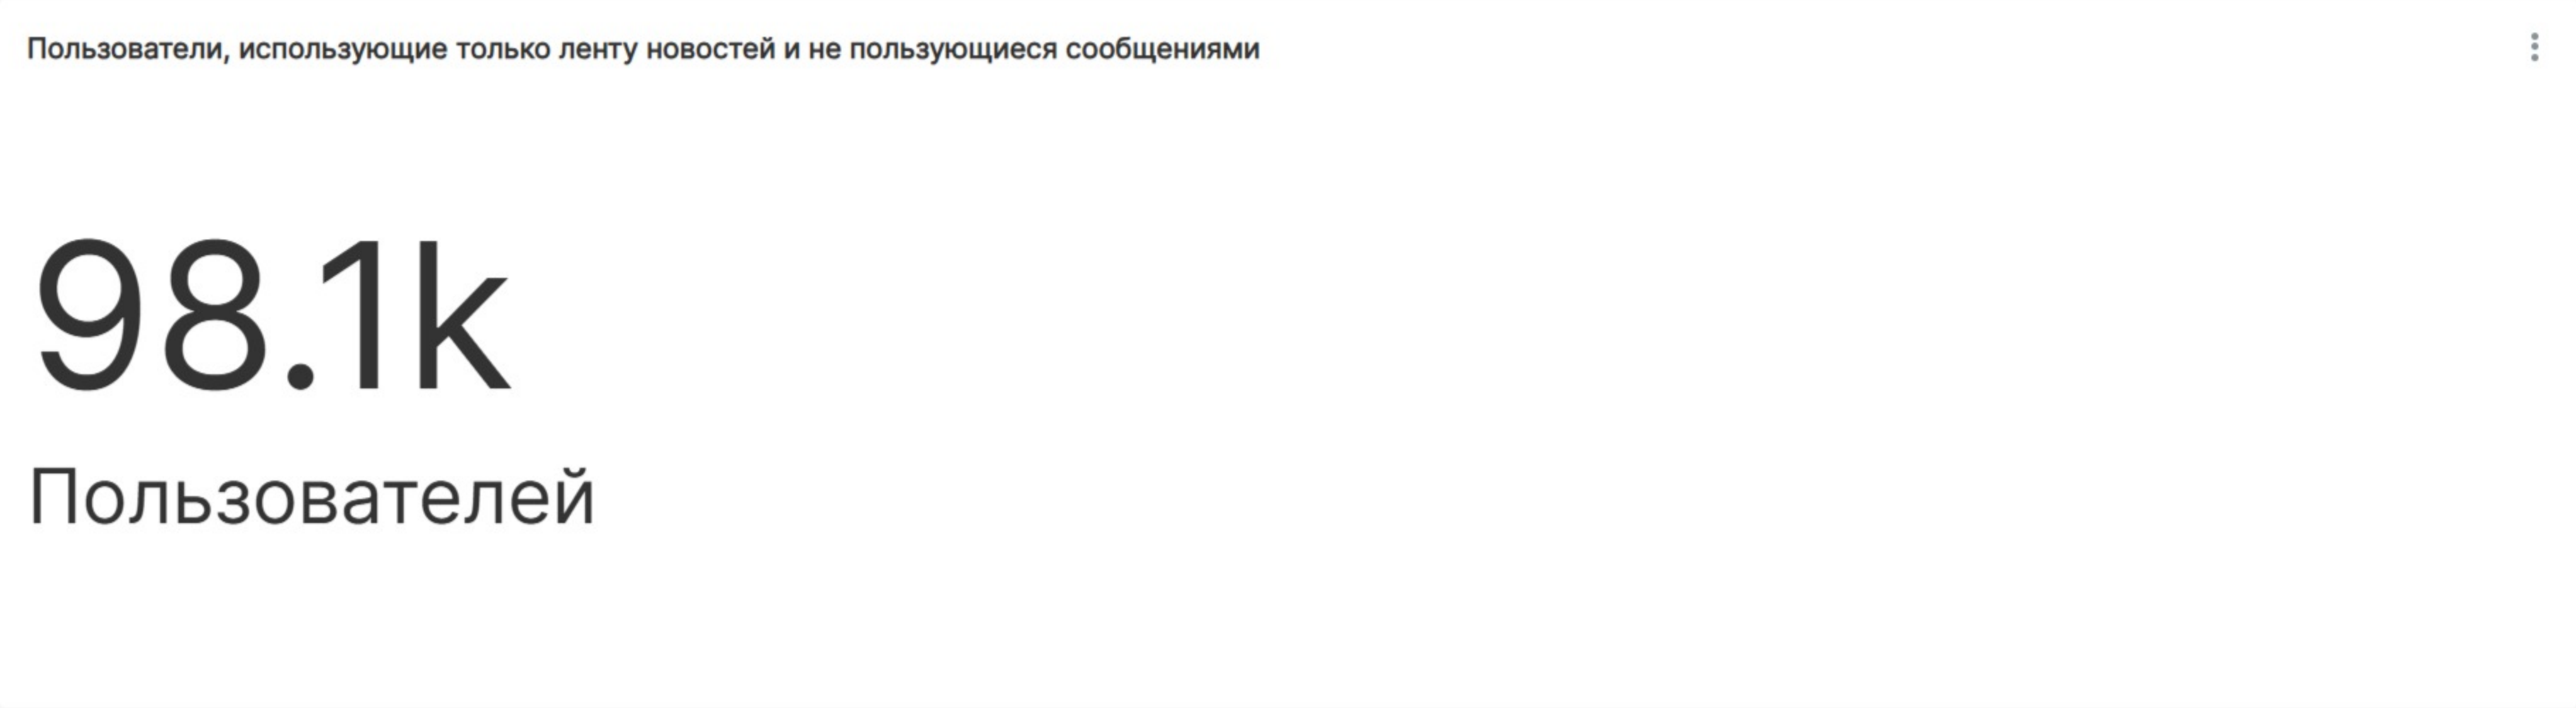 Пользователи, использующие только ленту новостей и не пользующиеся сообщениями
98.1k
Пользователей